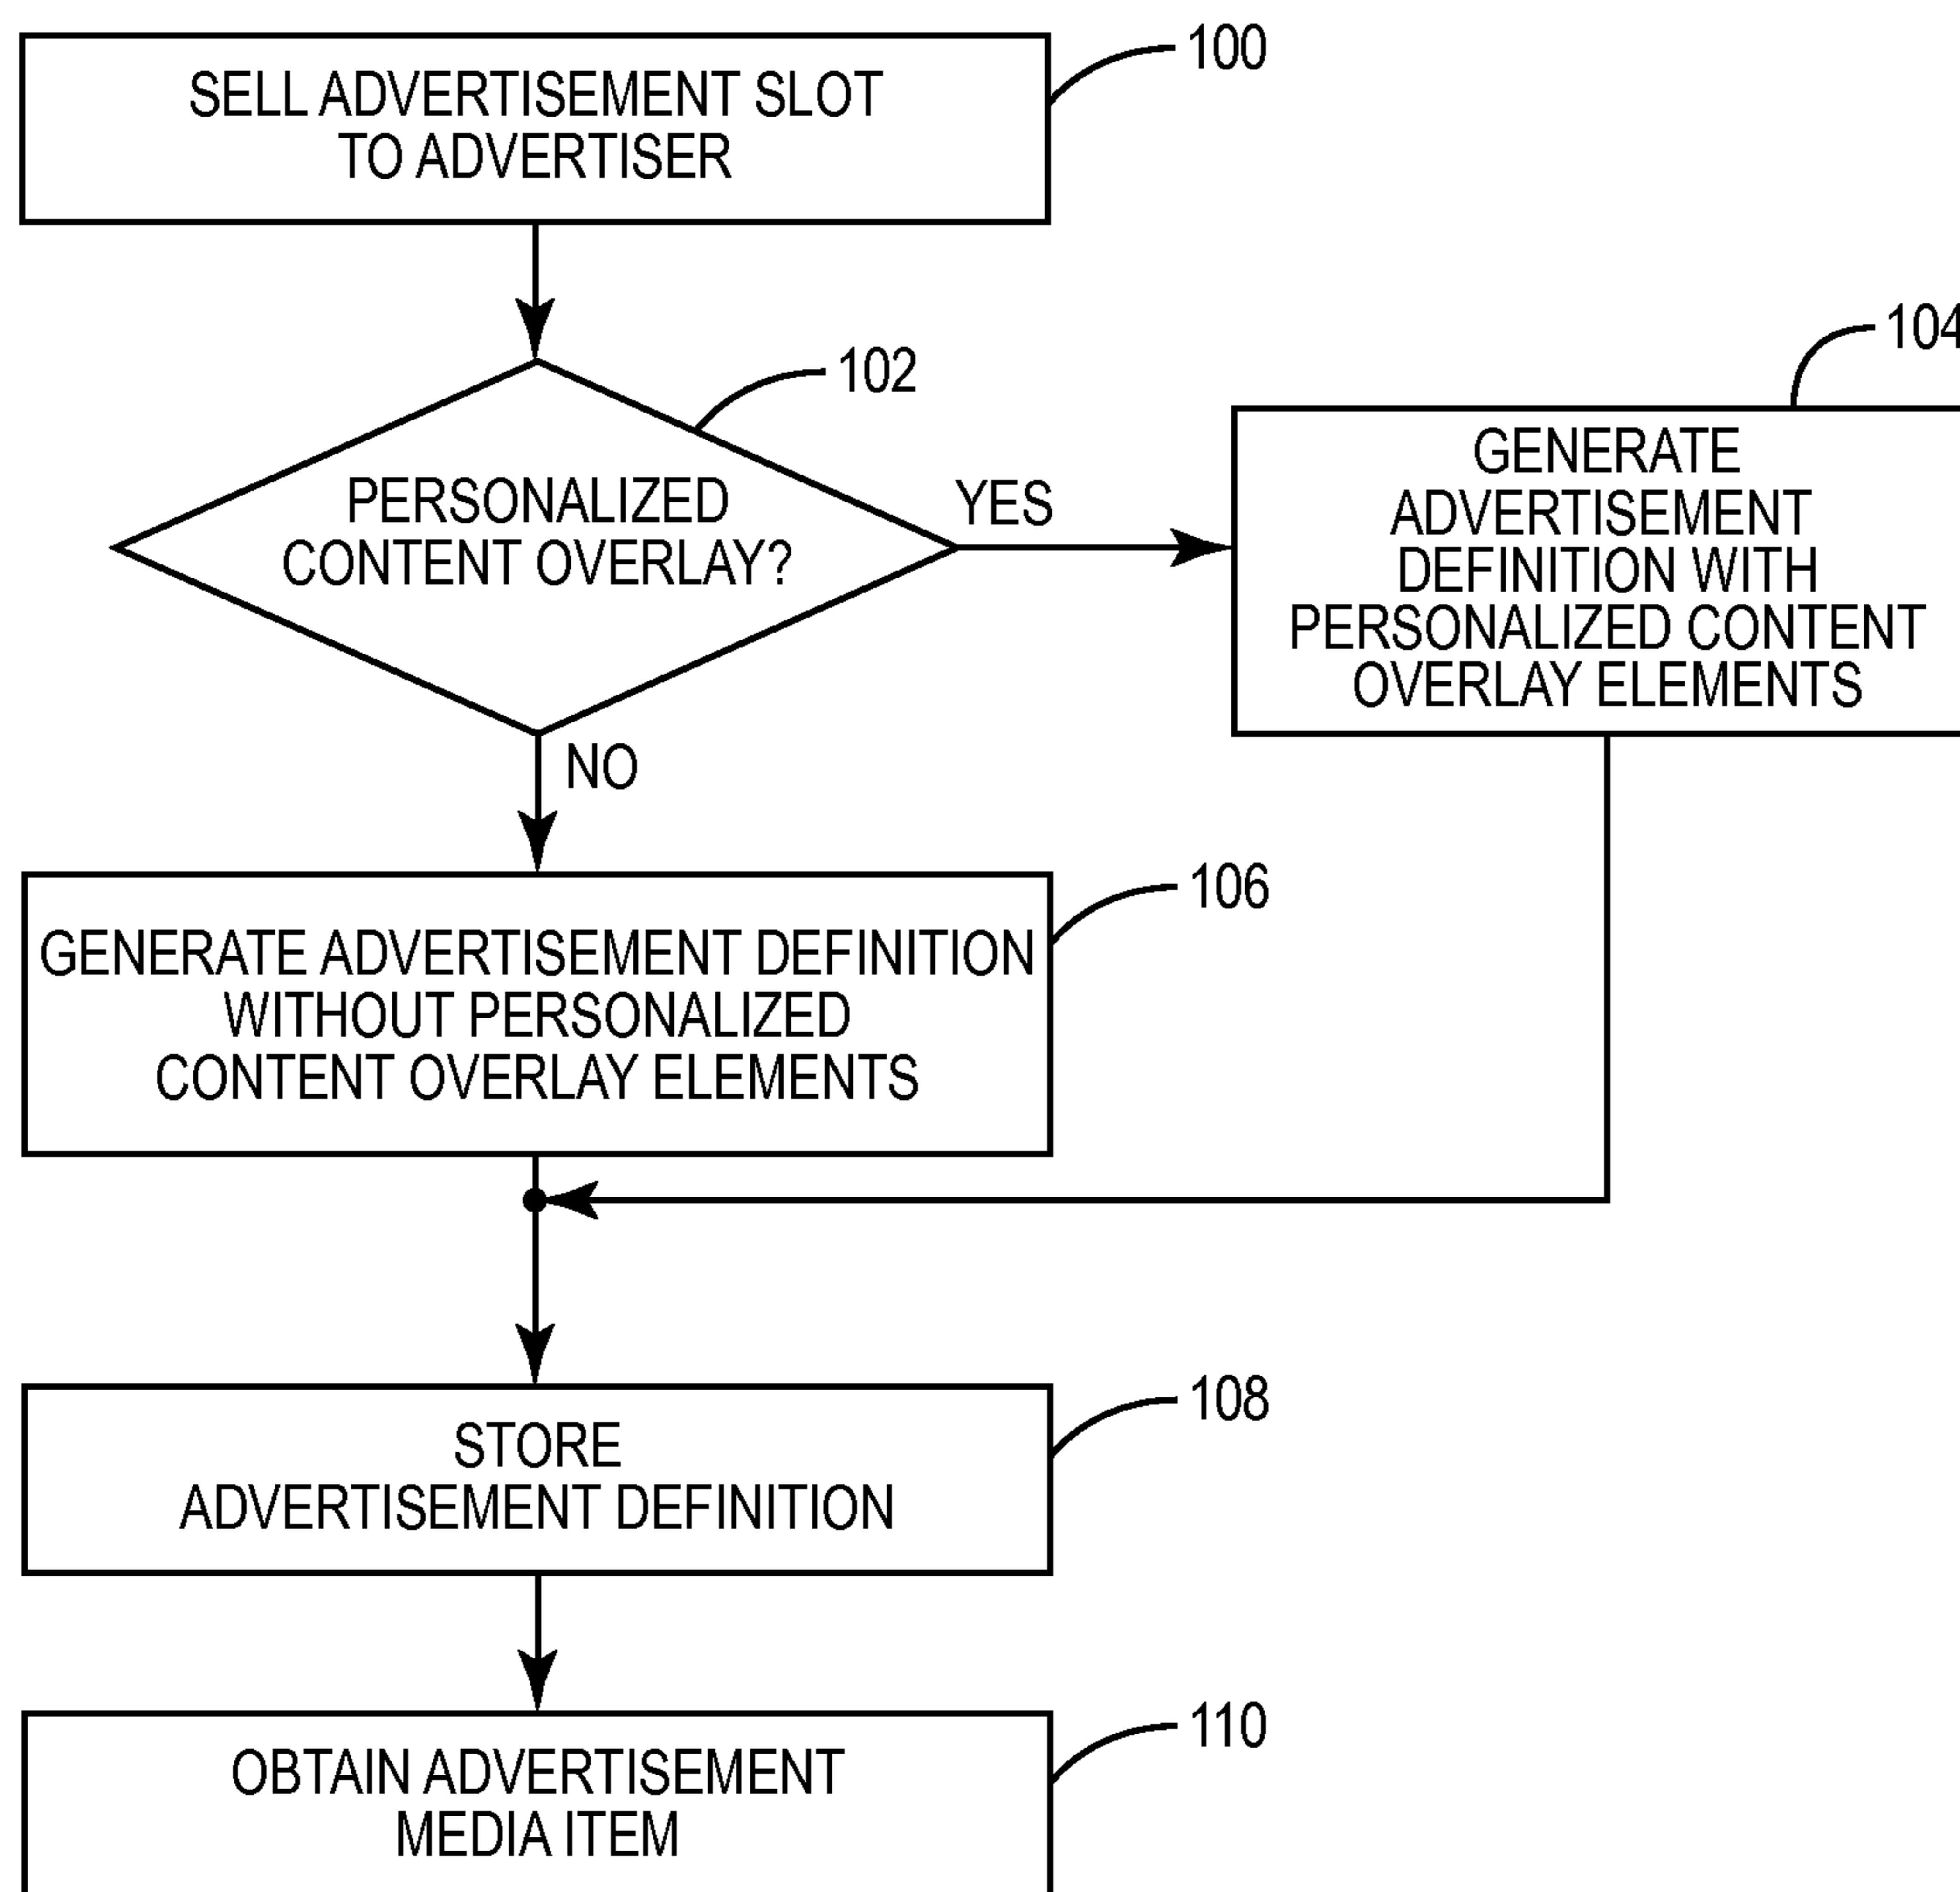 100
SELL ADVERTISEMENT SLOT
TO ADVERTISER
102
PERSONALIZED
CONTENT OVERLAY?
YES
104
GENERATE
ADVERTISEMENT
DEFINITION WITH
PERSONALIZED CONTENT
OVERLAY ELEMENTS
NO
106
GENERATE ADVERTISEMENT DEFINITION
WITHOUT PERSONALIZED
CONTENT OVERLAY ELEMENTS
108
STORE
ADVERTISEMENT DEFINITION
110
OBTAIN ADVERTISEMENT
MEDIA ITEM